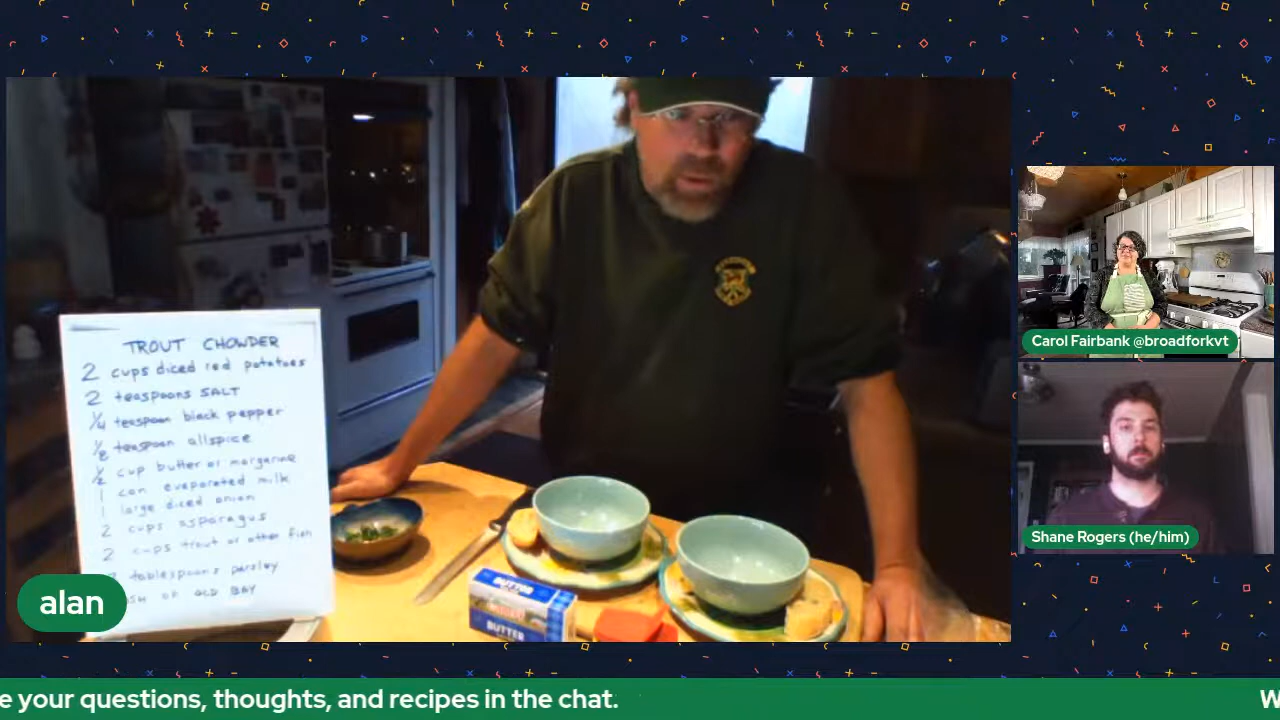 TROUT CHOWDER
2 cups diced red potatoes
2 teaspoons SALT
1/4 teaspoon black pepper
1/8 teaspoon allspice
1/2 cup butter or margarine
1 can evaporated milk
1 large diced onion
2 cups asparagus
2 cups trout or other fish
tablespoons parsley
OF OLD BAY
alan
BUTTER
BUTTER
Carol Fairbank @broadforkvt
Shane Rogers (he/him)
e your questions, thoughts, and recipes in the chat.
W